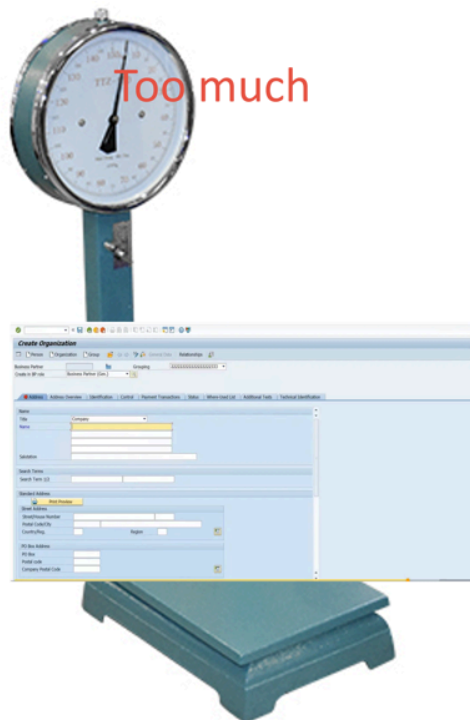 Too much
Create Organization
Person Organization Group General Data Relationships
Business Partner Grouping
Create in BP role Business Partner (Gen.)
Address Address Overview Identification Control Payment Transactions Status Where-Used List Additional Texts Technical Identification
Name
Title Company
Name
Salutation
Search Terms
Search Term 1/2
Standard Address
Print Preview
Street Address
Street/House Number
Postal Code/City
Country/Reg. Region
PO Box Address
PO Box
Postal code
Company Postal Code